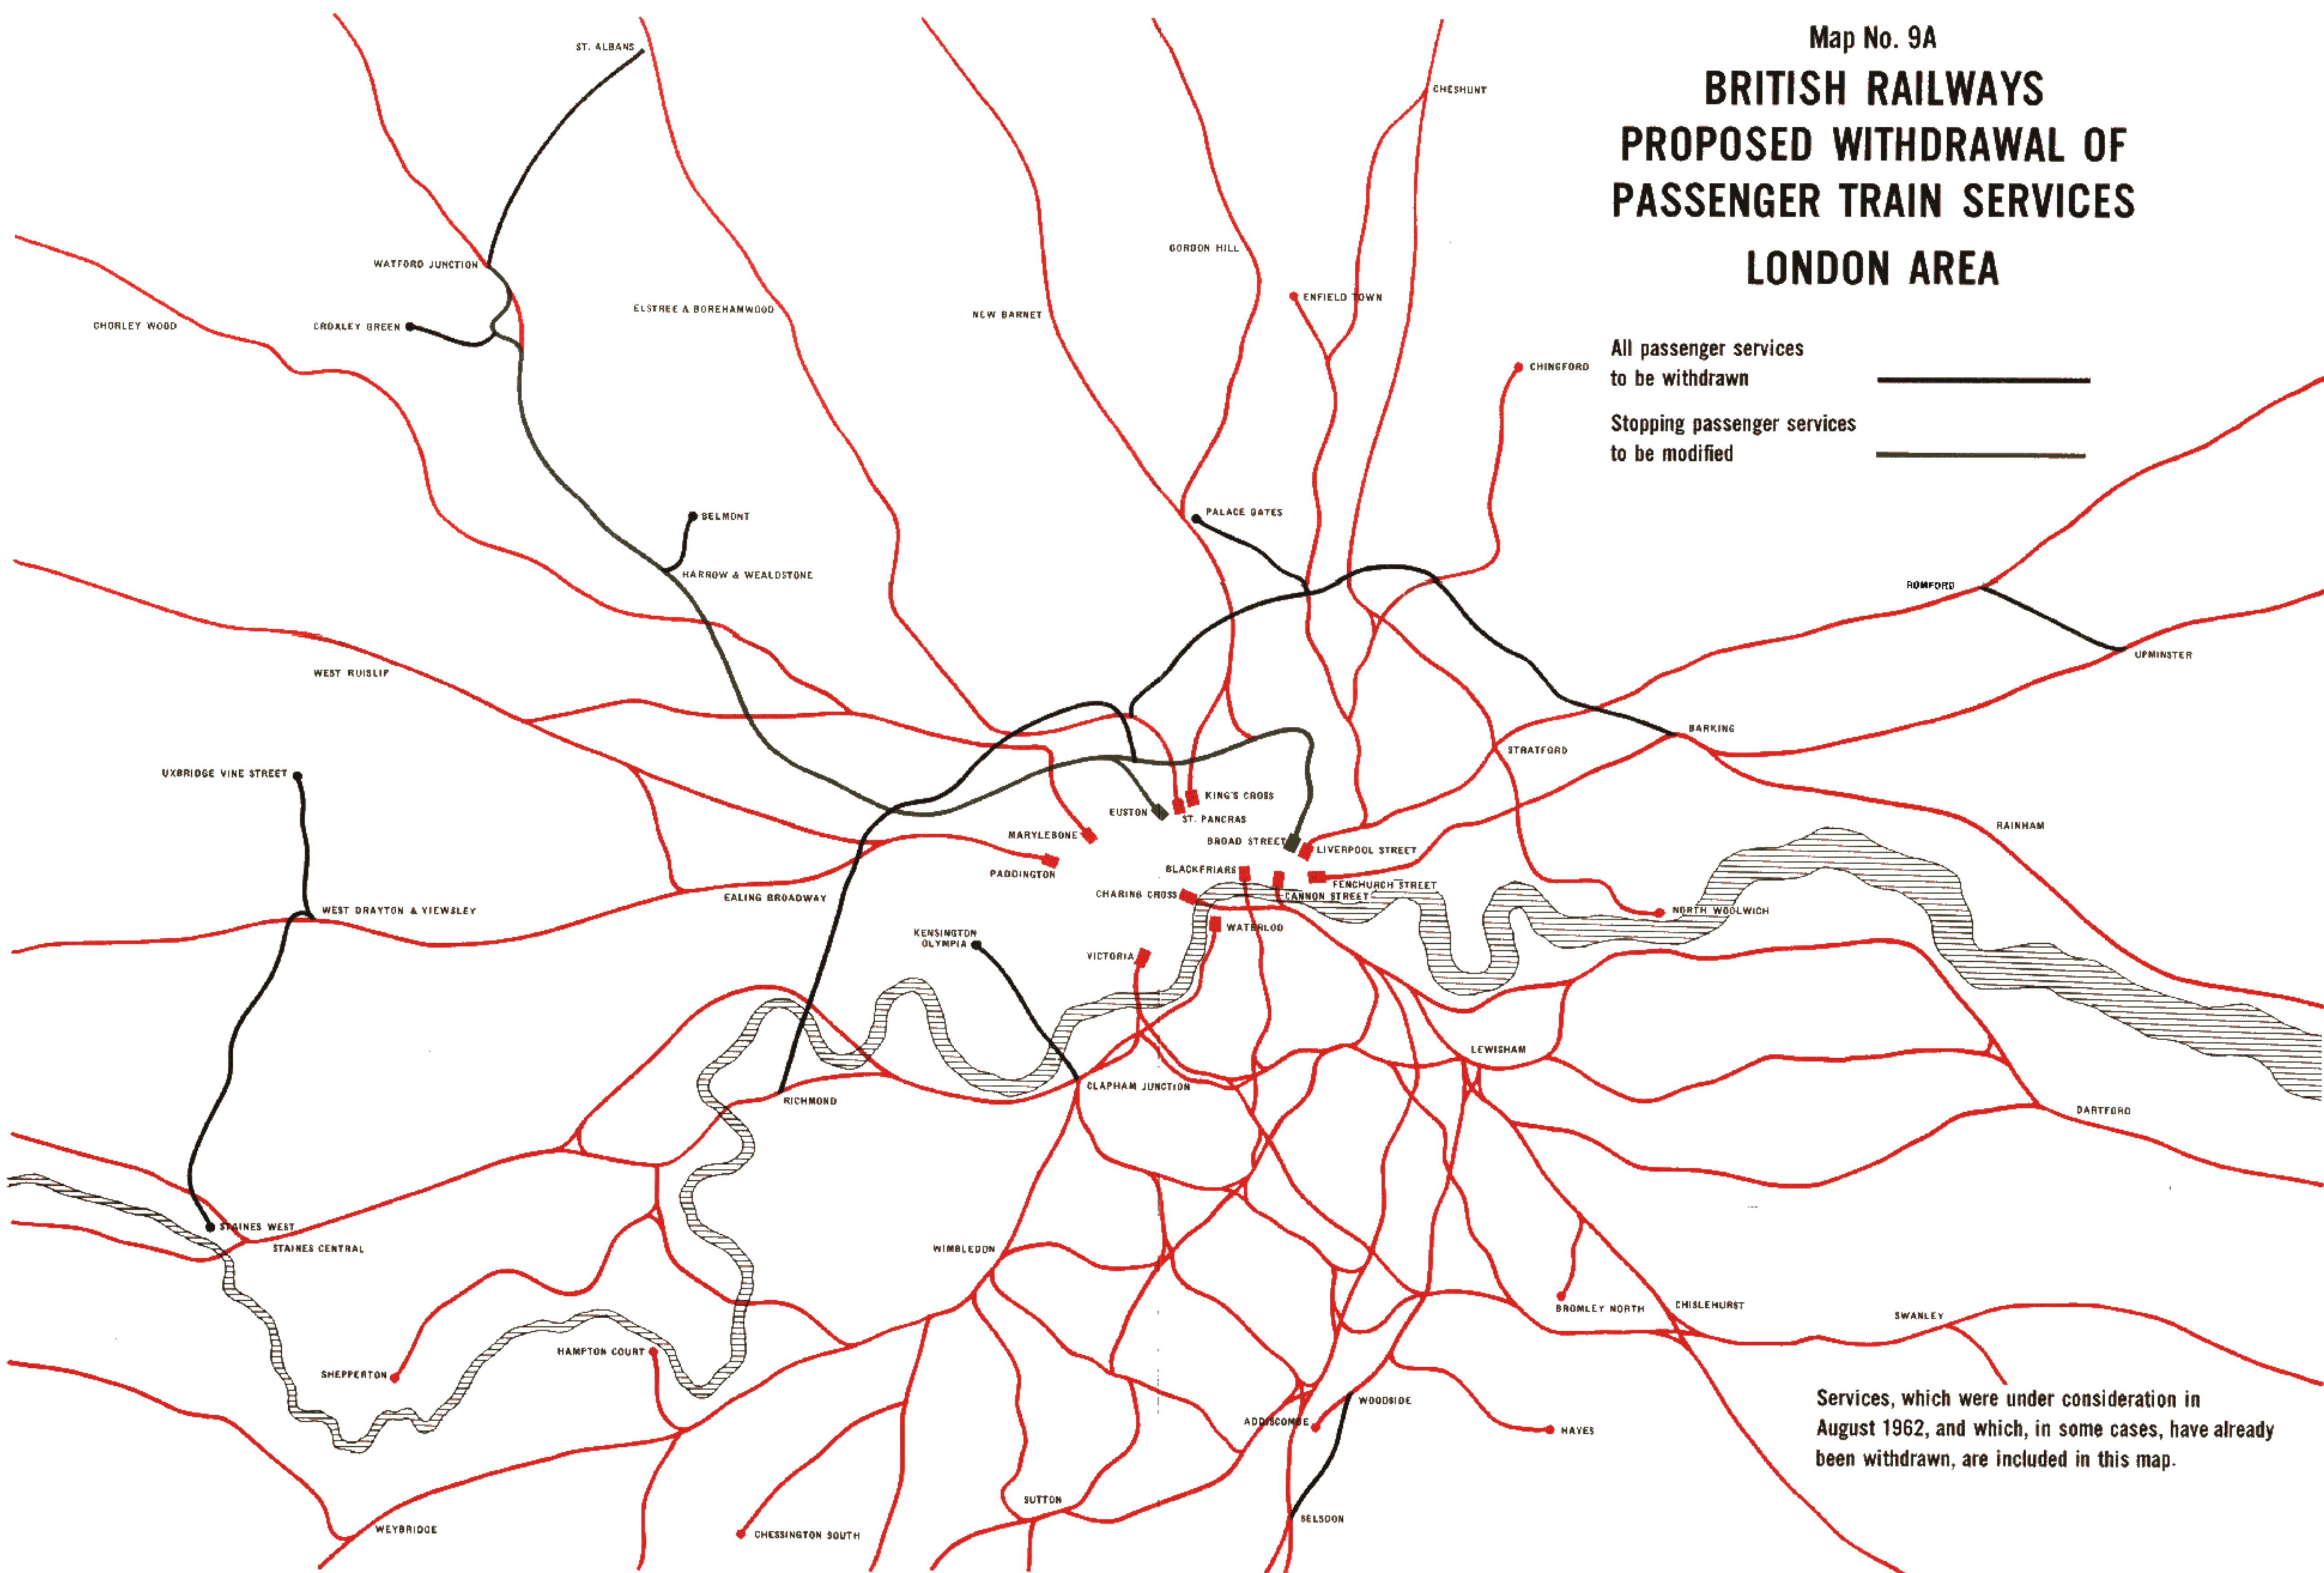 Map No. 9A
BRITISH RAILWAYS
PROPOSED WITHDRAWAL OF
PASSENGER TRAIN SERVICES
LONDON AREA
All passenger services
to be withdrawn
Stopping passenger services
to be modified
ST. ALBANS
CHESHUNT
WATFORD JUNCTION
GORDON HILL
ENFIELD TOWN
ELSTREE & BOREHAMWOOD
NEW BARNET
CHORLEY WOOD
CROXLEY GREEN
CHINGFORD
BELMONT
PALACE GATES
HARROW & WEALDSTONE
ROMFORD
UPMINSTER
WEST RUISLIP
BARKING
STRATFORD
UXBRIDGE VINE STREET
KING'S CROSS
EUSTON
ST. PANCRAS
RAINHAM
MARYLEBONE
BROAD STREET
LIVERPOOL STREET
PADDINGTON
BLACKFRIARS
FENCHURCH STREET
CHARING CROSS
CANNON STREET
EALING BROADWAY
WEST DRAYTON & YIEWSLEY
NORTH WOOLWICH
WATERLOO
KENSINGTON
OLYMPIA
VICTORIA
LEWISHAM
CLAPHAM JUNCTION
RICHMOND
DARTFORD
STAINES WEST
STAINES CENTRAL
WIMBLEDON
BROMLEY NORTH
CHISLEHURST
SWANLEY
HAMPTON COURT
SHEPPERTON
WOODSIDE
ADDISCOMBE
HAYES
Services, which were under consideration in
August 1962, and which, in some cases, have already
been withdrawn, are included in this map.
SUTTON
SELSDON
WEYBRIDGE
CHESSINGTON SOUTH